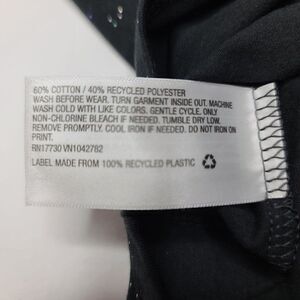 60% COTTON / 40% RECYCLED POLYESTER
WASH BEFORE WEAR. TURN GARMENT INSIDE OUT. MACHINE
WASH COLD WITH LIKE COLORS. GENTLE CYCLE. ONLY
NON-CHLORINE BLEACH IF NEEDED. TUMBLE DRY LOW.
REMOVE PROMPTLY. COOL IRON IF NEEDED. DO NOT IRON ON
PRINT.
RN17730 VN1042782
LABEL MADE FROM 100% RECYCLED PLASTIC